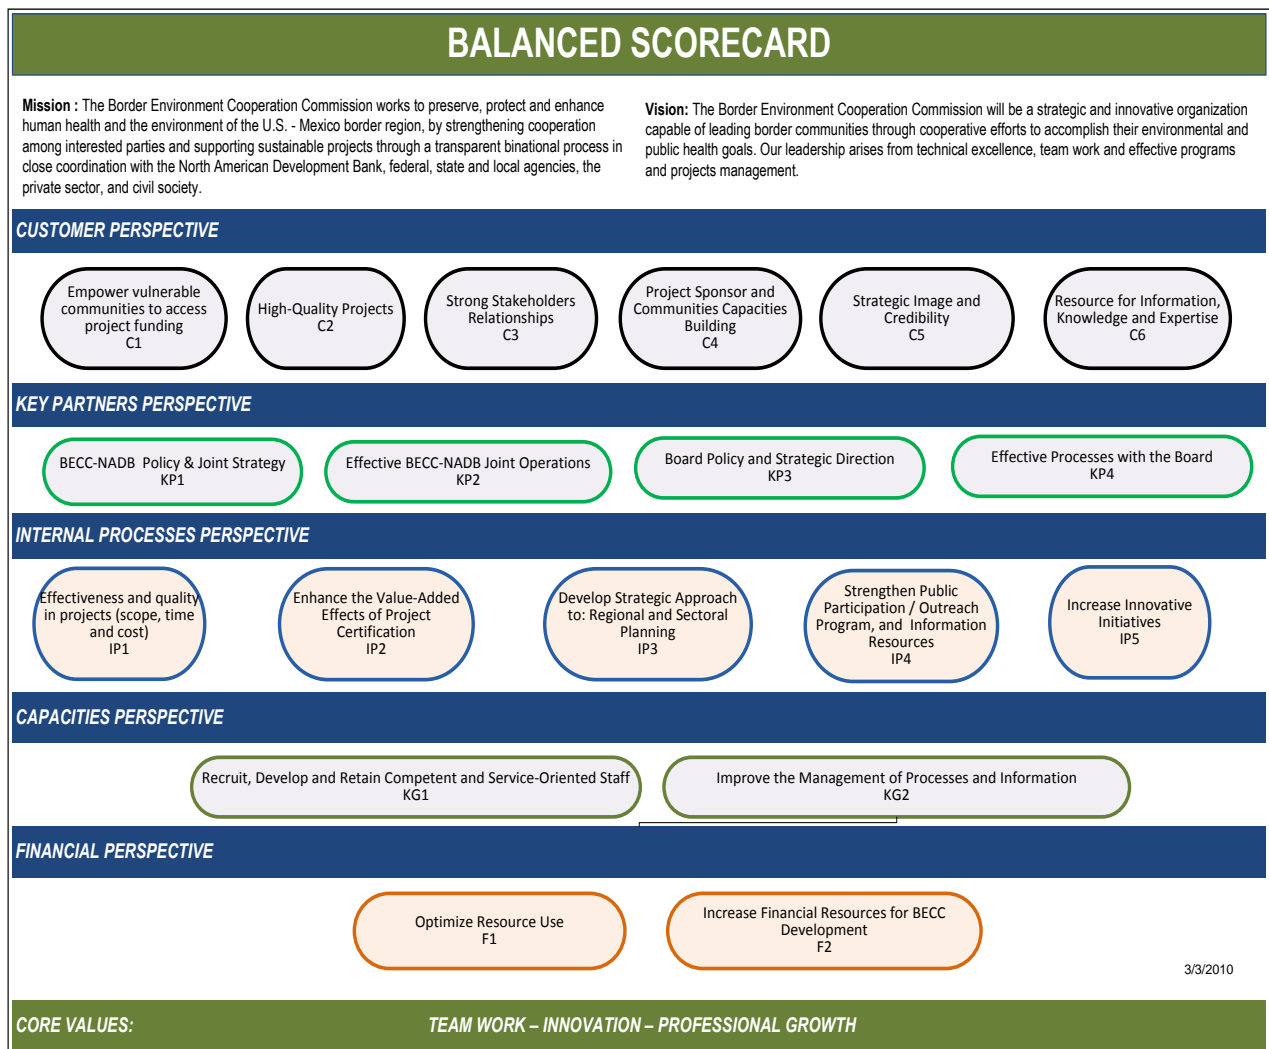 BALANCED SCORECARD
Mission : The Border Environment Cooperation Commission works to preserve, protect and enhance
human health and the environment of the U.S. - Mexico border region, by strengthening cooperation
among interested parties and supporting sustainable projects through a transparent binational process in
close coordination with the North American Development Bank, federal, state and local agencies, the
private sector, and civil society.
Vision: The Border Environment Cooperation Commission will be a strategic and innovative organization
capable of leading border communities through cooperative efforts to accomplish their environmental and
public health goals. Our leadership arises from technical excellence, team work and effective programs
and projects management.
CUSTOMER PERSPECTIVE
Empower vulnerable
communities to access
project funding
C1
High-Quality Projects
C2
Strong Stakeholders
Relationships
C3
Project Sponsor and
Communities Capacities
Building
C4
Strategic Image and
Credibility
C5
Resource for Information,
Knowledge and Expertise
C6
KEY PARTNERS PERSPECTIVE
BECC-NADB Policy & Joint Strategy
KP1
Effective BECC-NADB Joint Operations
KP2
Board Policy and Strategic Direction
KP3
Effective Processes with the Board
KP4
INTERNAL PROCESSES PERSPECTIVE
Effectiveness and quality
in projects (scope, time
and cost)
IP1
Enhance the Value-Added
Effects of Project
Certification
IP2
Develop Strategic Approach
to: Regional and Sectoral
Planning
IP3
Strengthen Public
Participation / Outreach
Program, and Information
Resources
IP4
Increase Innovative
Initiatives
IP5
CAPACITIES PERSPECTIVE
Recruit, Develop and Retain Competent and Service-Oriented Staff
KG1
Improve the Management of Processes and Information
KG2
FINANCIAL PERSPECTIVE
Optimize Resource Use
F1
Increase Financial Resources for BECC
Development
F2
3/3/2010
CORE VALUES: TEAM WORK – INNOVATION – PROFESSIONAL GROWTH